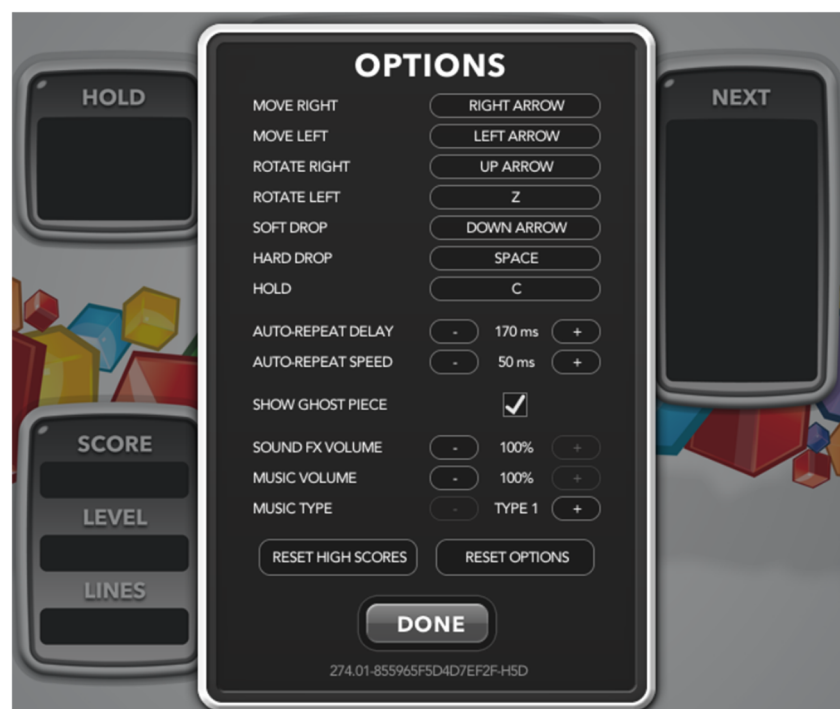 HOLD
OPTIONS
NEXT
MOVE RIGHT RIGHT ARROW
MOVE LEFT LEFT ARROW
ROTATE RIGHT UP ARROW
ROTATE LEFT Z
SOFT DROP DOWN ARROW
HARD DROP SPACE
HOLD C
AUTO-REPEAT DELAY - 170 ms +
AUTO-REPEAT SPEED - 50 ms +
SHOW GHOST PIECE
SCORE
SOUND FX VOLUME - 100% +
MUSIC VOLUME - 100% +
MUSIC TYPE - TYPE 1 +
LEVEL
RESET HIGH SCORES RESET OPTIONS
LINES
DONE
274.01-855965F5D4D7EF2F-H5D